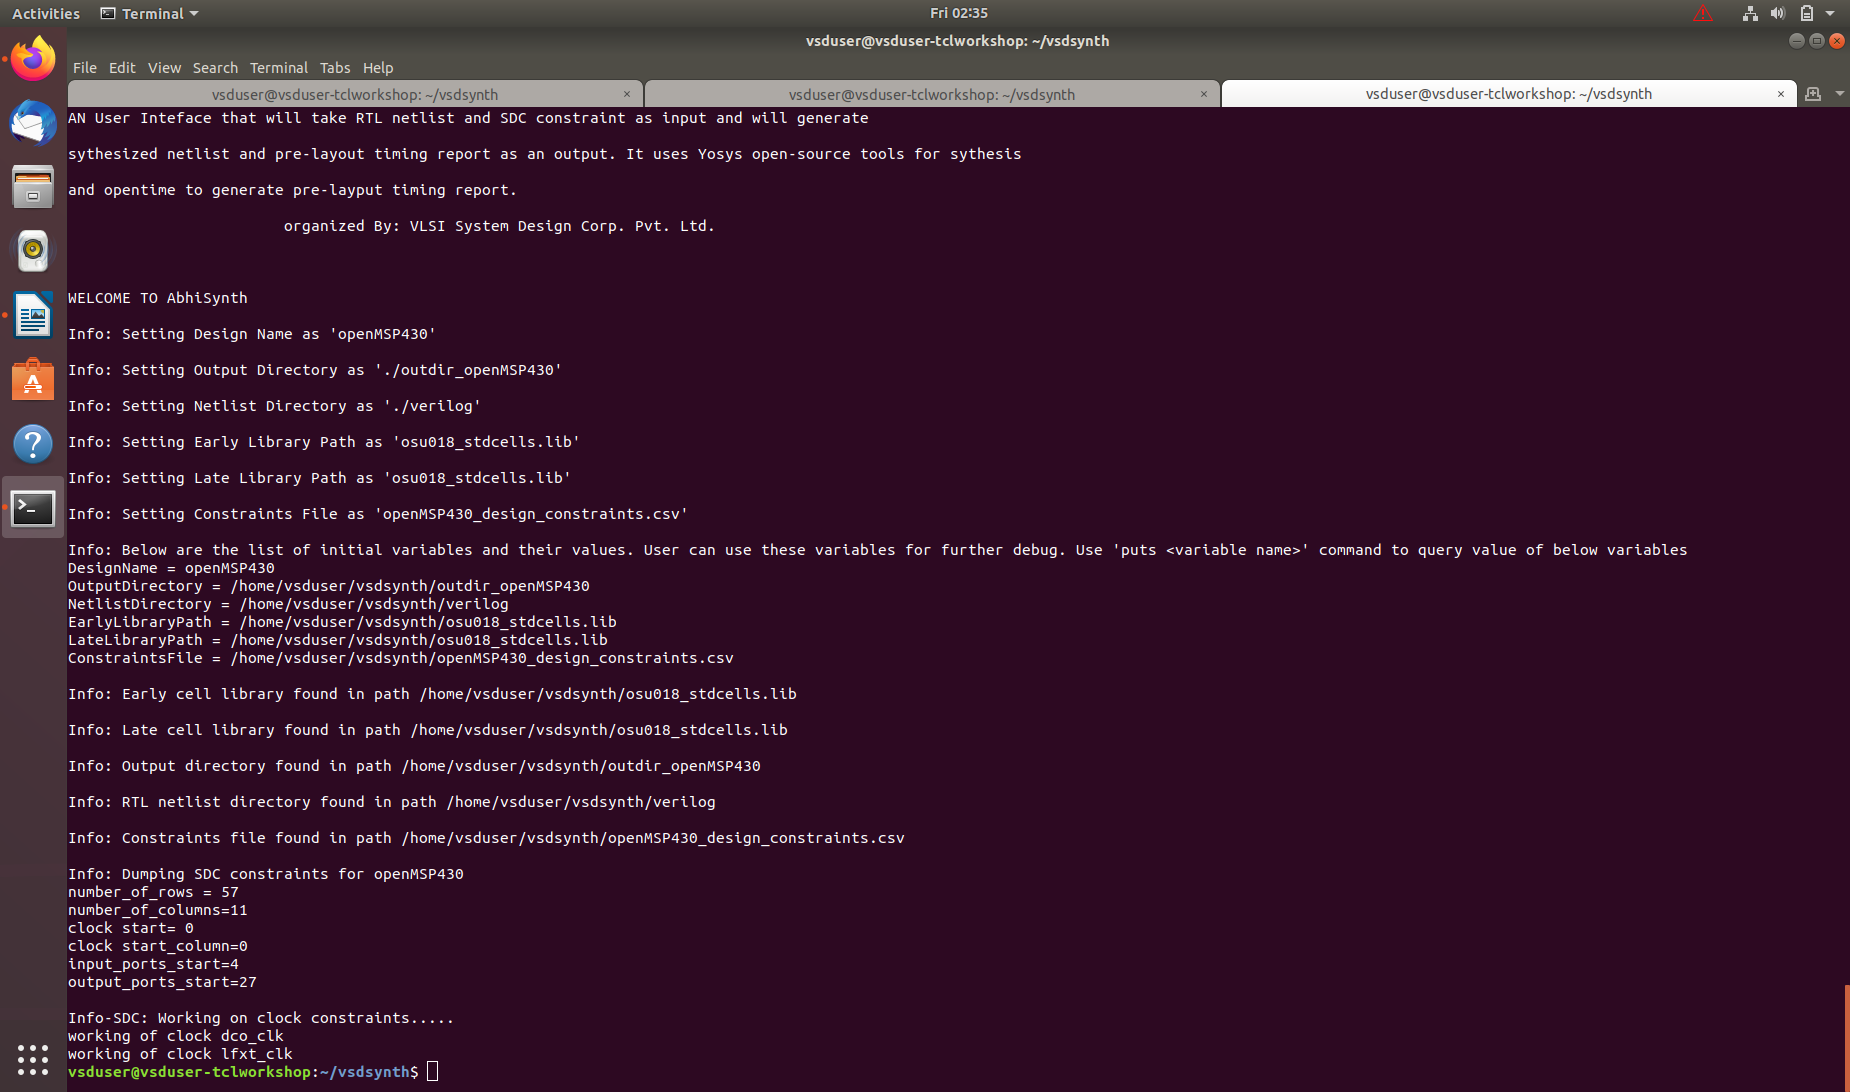 Activities Terminal Fri 02:35
vsduser@vsduser-tclworkshop: ~/vsdsynth
File Edit View Search Terminal Tabs Help
vsduser@vsduser-tclworkshop: ~/vsdsynth × vsduser@vsduser-tclworkshop: ~/vsdsynth × vsduser@vsduser-tclworkshop: ~/vsdsynth ×
AN User Inteface that will take RTL netlist and SDC constraint as input and will generate
sythesized netlist and pre-layout timing report as an output. It uses Yosys open-source tools for sythesis
and opentime to generate pre-layput timing report.
organized By: VLSI System Design Corp. Pvt. Ltd.
WELCOME TO AbhiSynth
Info: Setting Design Name as 'openMSP430'
Info: Setting Output Directory as './outdir_openMSP430'
Info: Setting Netlist Directory as './verilog'
Info: Setting Early Library Path as 'osu018_stdcells.lib'
Info: Setting Late Library Path as 'osu018_stdcells.lib'
Info: Setting Constraints File as 'openMSP430_design_constraints.csv'
Info: Below are the list of initial variables and their values. User can use these variables for further debug. Use 'puts <variable name>' command to query value of below variables
DesignName = openMSP430
OutputDirectory = /home/vsduser/vsdsynth/outdir_openMSP430
NetlistDirectory = /home/vsduser/vsdsynth/verilog
EarlyLibraryPath = /home/vsduser/vsdsynth/osu018_stdcells.lib
LateLibraryPath = /home/vsduser/vsdsynth/osu018_stdcells.lib
ConstraintsFile = /home/vsduser/vsdsynth/openMSP430_design_constraints.csv
Info: Early cell library found in path /home/vsduser/vsdsynth/osu018_stdcells.lib
Info: Late cell library found in path /home/vsduser/vsdsynth/osu018_stdcells.lib
Info: Output directory found in path /home/vsduser/vsdsynth/outdir_openMSP430
Info: RTL netlist directory found in path /home/vsduser/vsdsynth/verilog
Info: Constraints file found in path /home/vsduser/vsdsynth/openMSP430_design_constraints.csv
Info: Dumping SDC constraints for openMSP430
number_of_rows = 57
number_of_columns=11
clock start= 0
clock start_column=0
input_ports_start=4
output_ports_start=27
Info-SDC: Working on clock constraints.....
working of clock dco_clk
working of clock lfxt_clk
vsduser@vsduser-tclworkshop:~/vsdsynth$